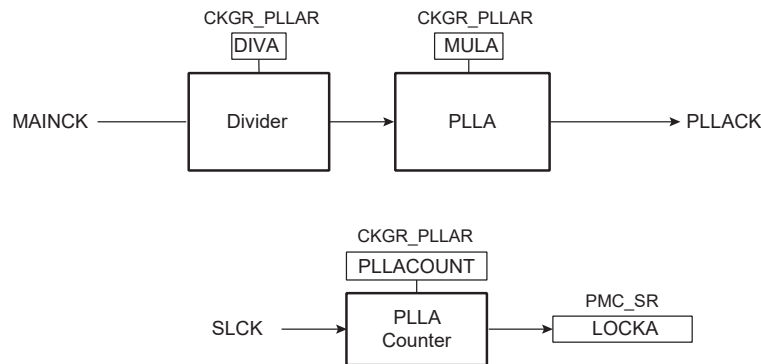 CKGR_PLLAR
CKGR_PLLAR
DIVA
MULA
MAINCK
Divider
PLLA
PLLACK
CKGR_PLLAR
PLLACOUNT
PMC_SR
SLCK
PLLA
Counter
LOCKA